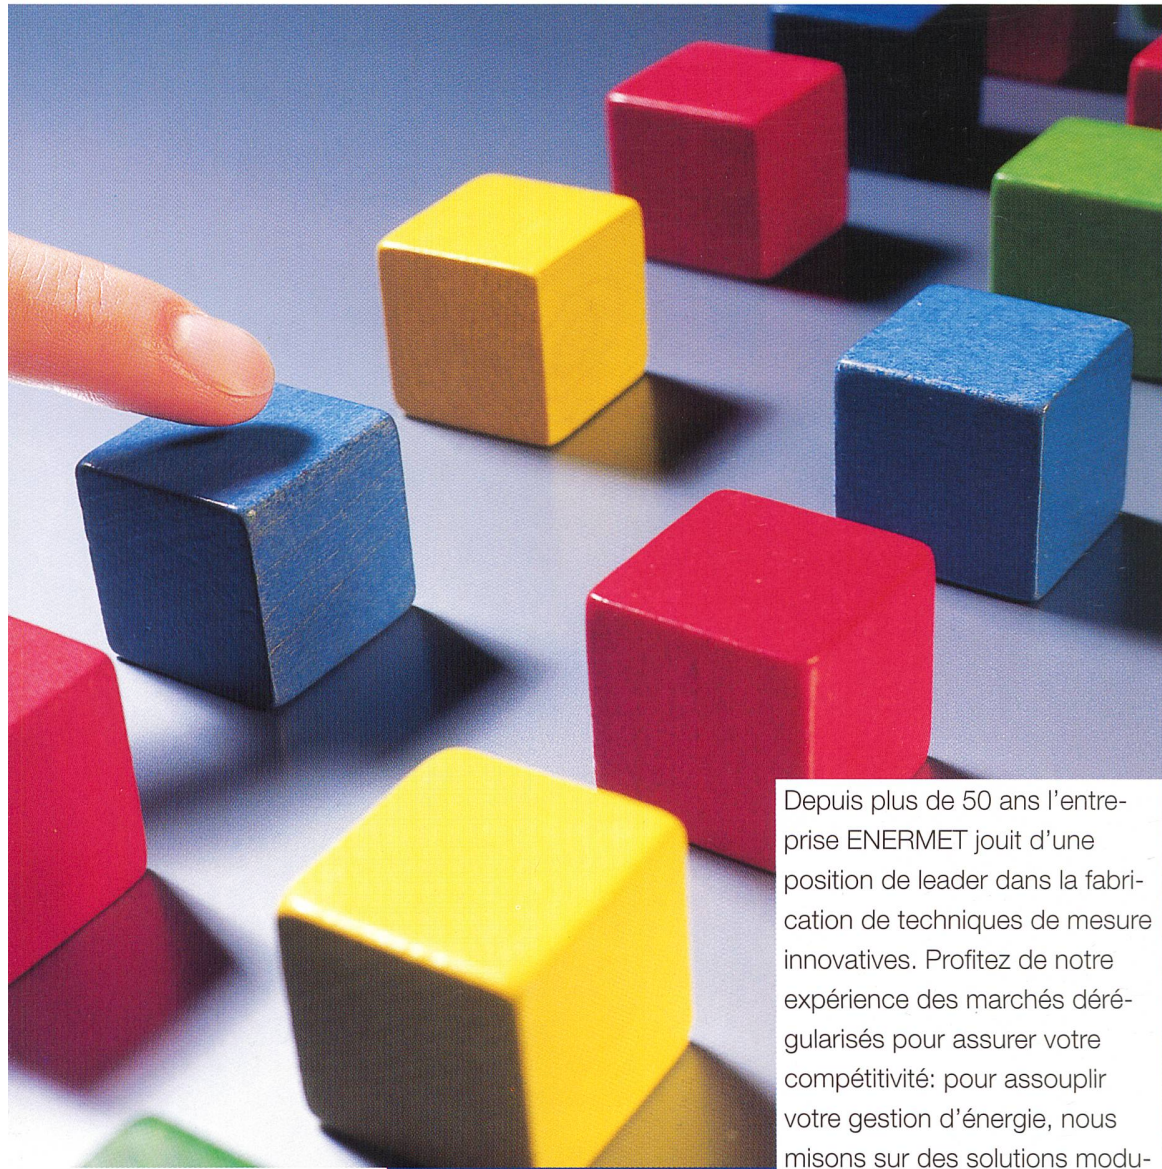 Depuis plus de 50 ans l’entre-
prise ENERMET jouit d’une
position de leader dans la fabri-
cation de techniques de mesure
innovatives. Profitez de notre
expérience des marchés déré-
gularisés pour assurer votre
compétitivité: pour assouplir
votre gestion d’énergie, nous
misons sur des solutions modu-